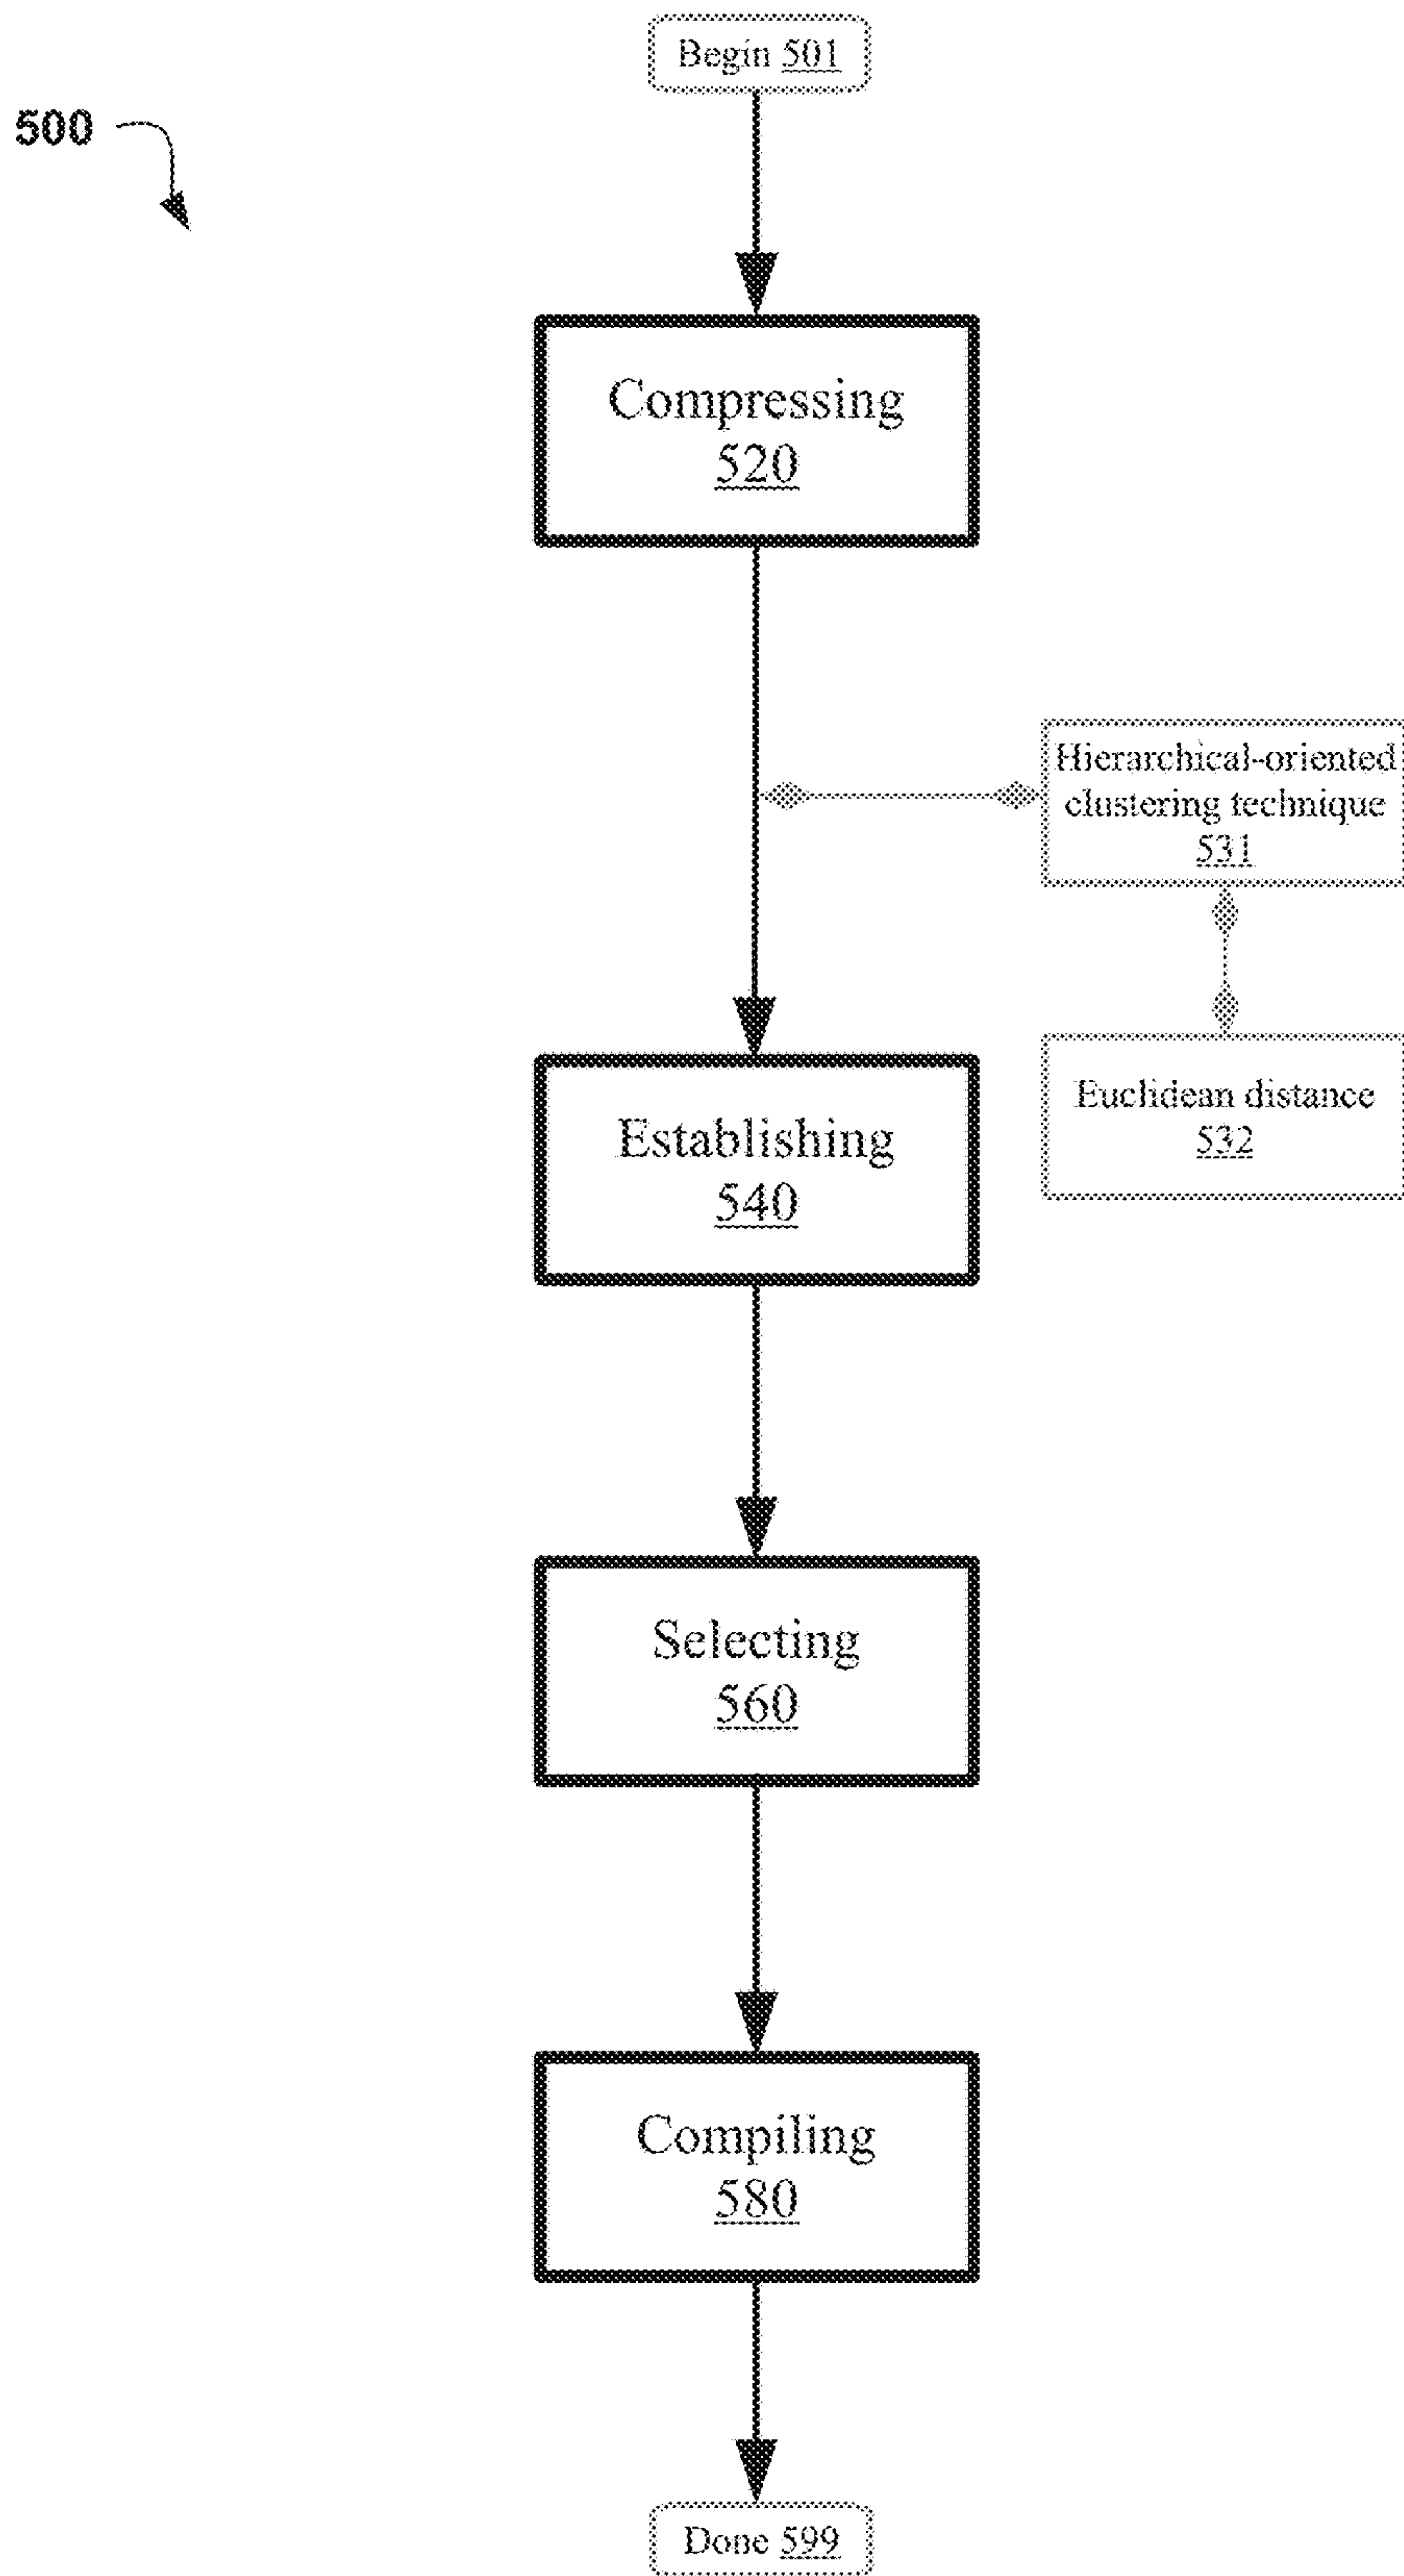 Begin 501
500
Compressing
520
Hierarchical-oriented
clustering technique
531
Euclidean distance
532
Establishing
540
Selecting
560
Compiling
580
Done 599